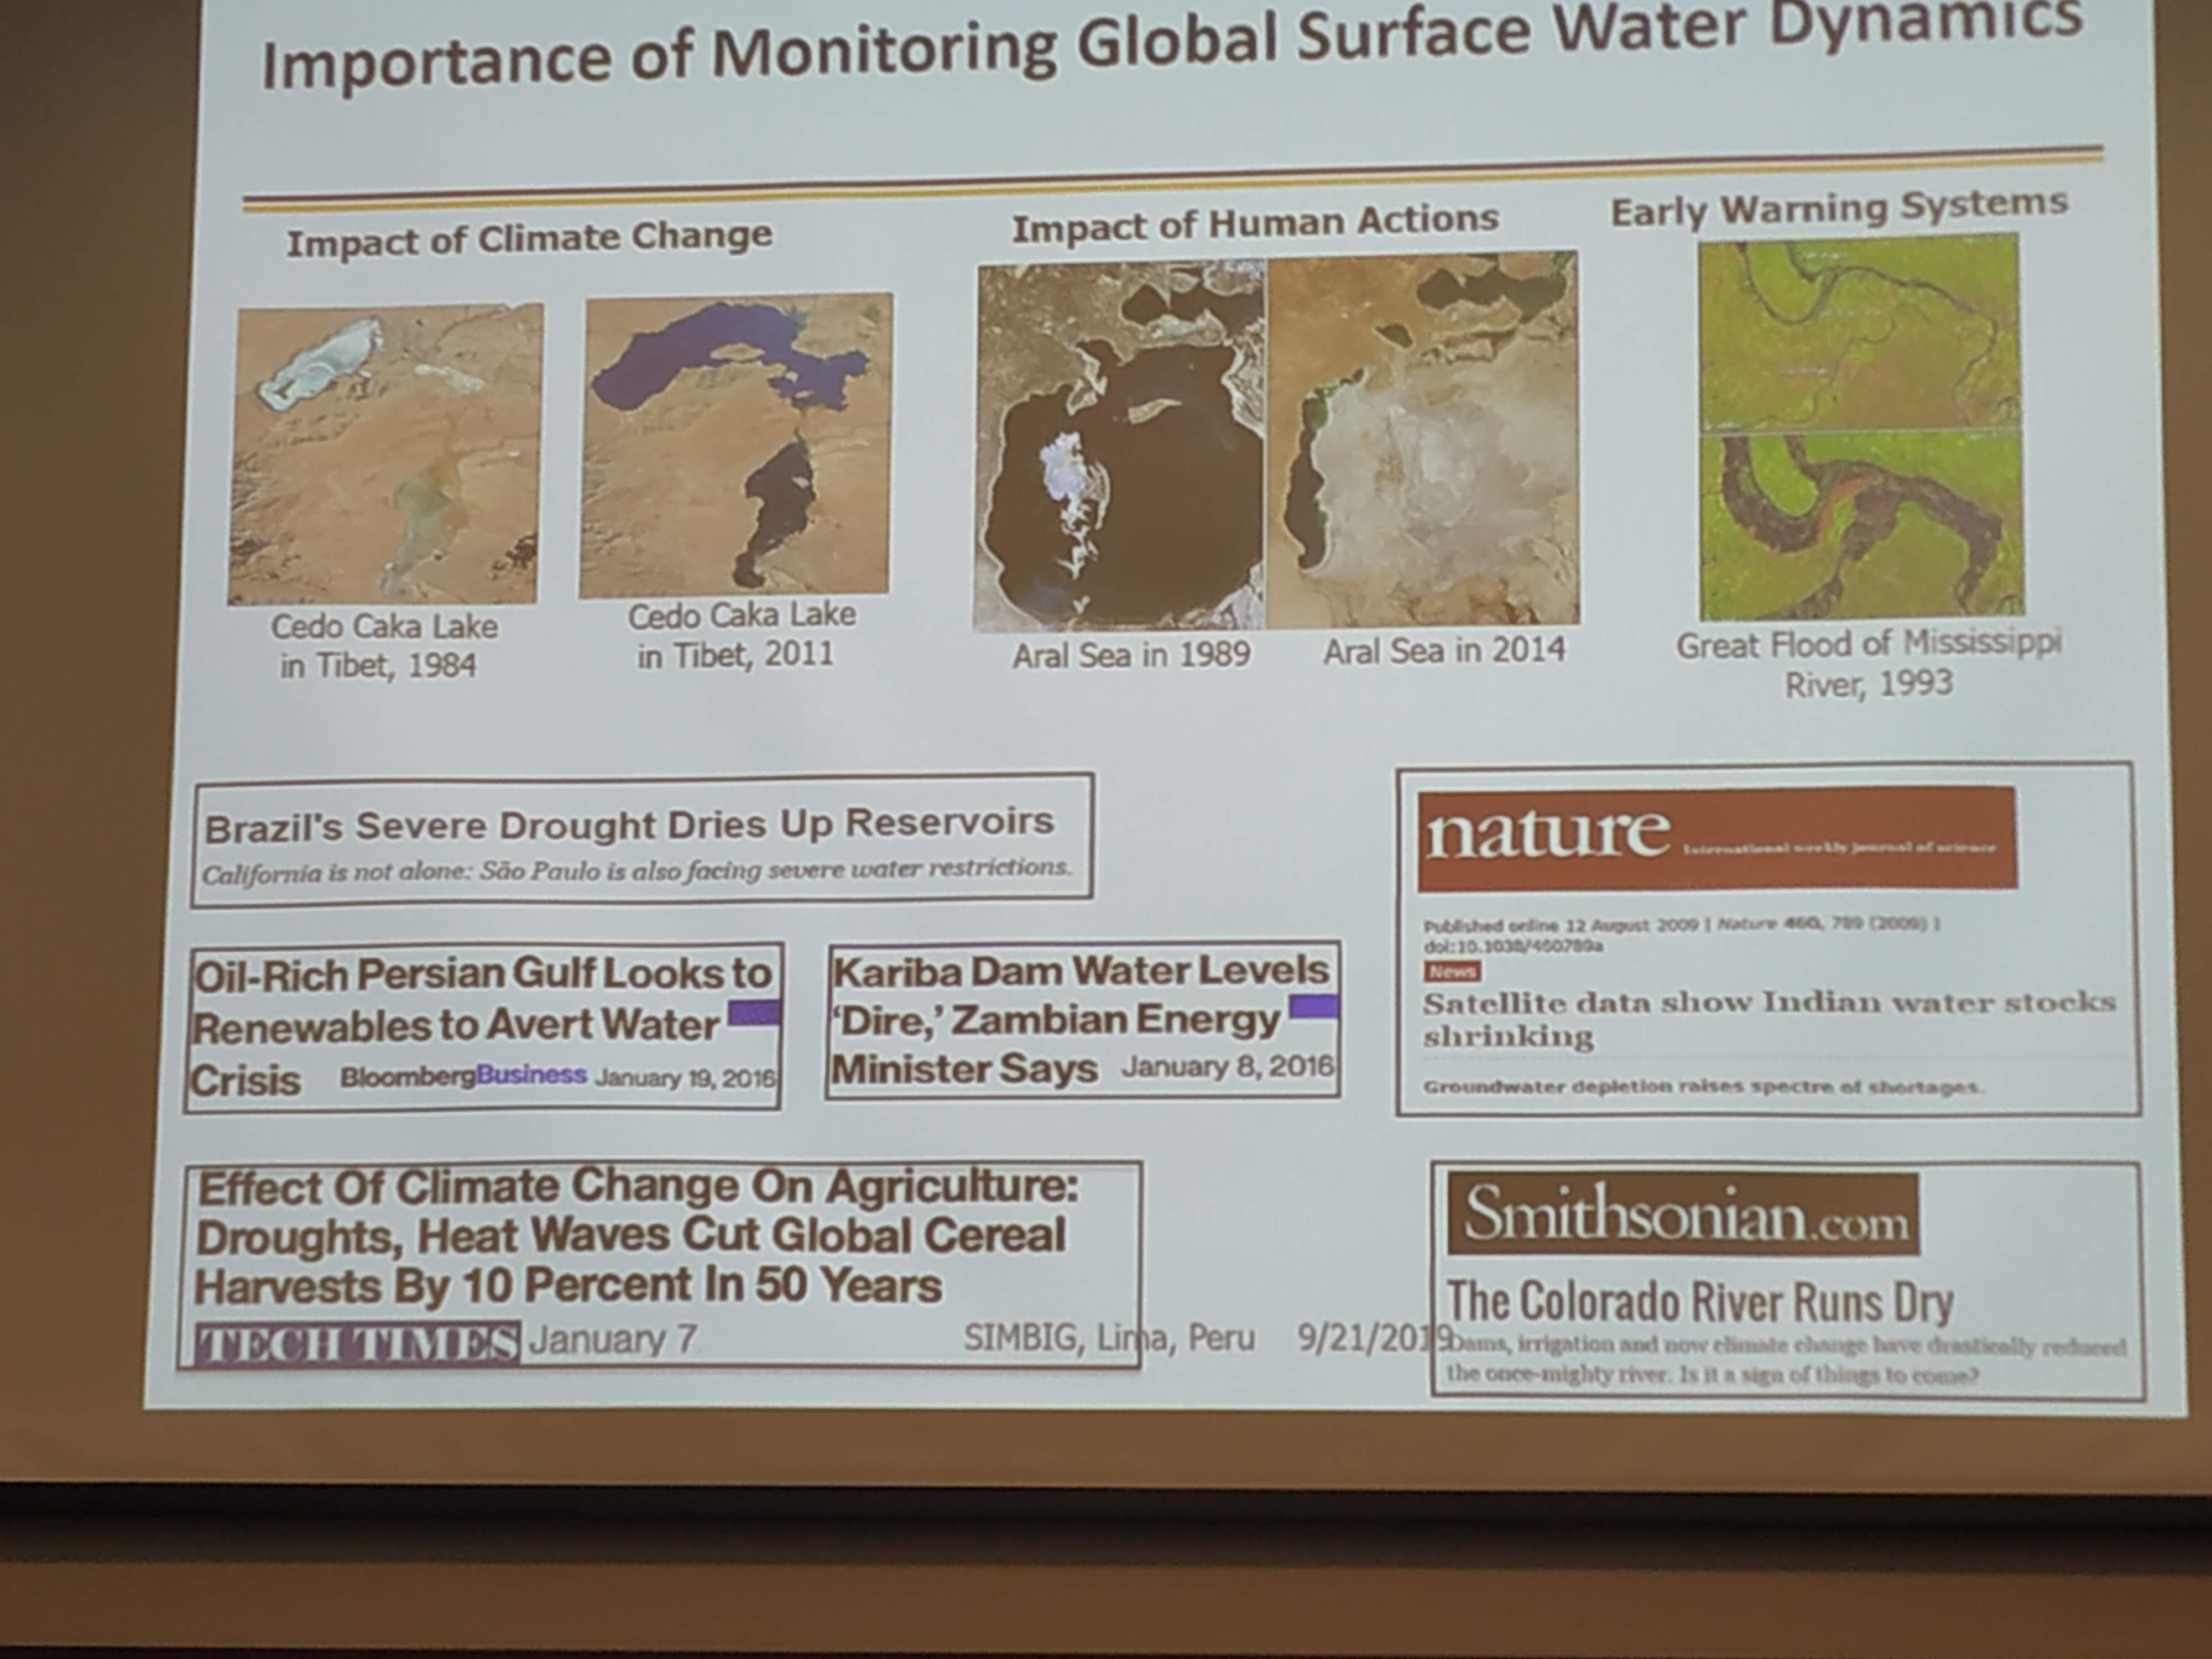 Importance of Monitoring Global Surface Water Dynamics
Impact of Climate Change
Impact of Human Actions
Early Warning Systems
Cedo Caka Lake
in Tibet, 1984
Cedo Caka Lake
in Tibet, 2011
Aral Sea in 1989
Aral Sea in 2014
Great Flood of Mississippi
River, 1993
Brazil's Severe Drought Dries Up Reservoirs
California is not alone: São Paulo is also facing severe water restrictions.
nature International weekly journal of science
Published online 12 August 2009 | Nature 460, 789 (2009) |
doi:10.1038/460789a
News
Satellite data show Indian water stocks
shrinking
Groundwater depletion raises spectre of shortages.
Oil-Rich Persian Gulf Looks to
Renewables to Avert Water
Crisis BloombergBusiness January 19, 2016
Kariba Dam Water Levels
'Dire,' Zambian Energy
Minister Says January 8, 2016
Effect Of Climate Change On Agriculture:
Droughts, Heat Waves Cut Global Cereal
Harvests By 10 Percent In 50 Years
TECH TIMES January 7
SIMBIG, Lima, Peru 9/21/2019
Smithsonian.com
The Colorado River Runs Dry
Dams, irrigation and now climate change have drastically reduced
the once-mighty river. Is it a sign of things to come?